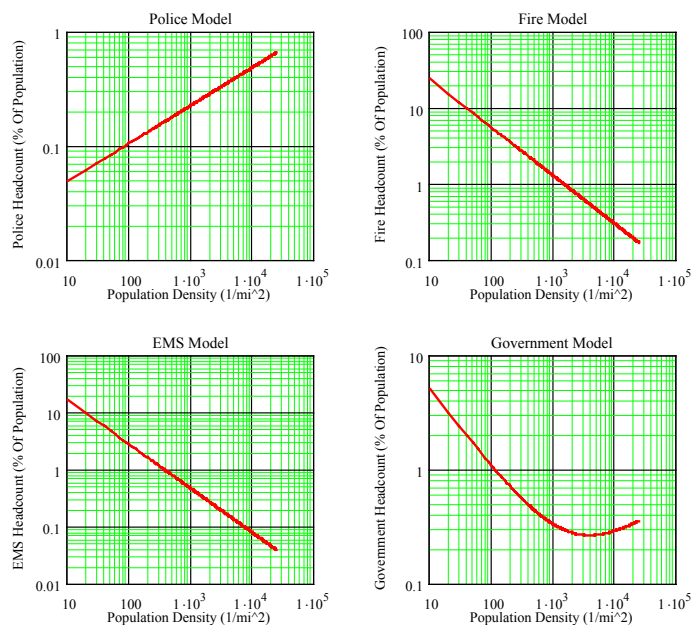 Police Model
1
0.1
0.01
Police Headcount (% Of Population)
10 100 1·10^3 1·10^4 1·10^5
Population Density (1/mi^2)
Fire Model
100
10
1
0.1
Fire Headcount (% Of Population)
10 100 1·10^3 1·10^4 1·10^5
Population Density (1/mi^2)
EMS Model
100
10
1
0.1
0.01
EMS Headcount (% Of Population)
10 100 1·10^3 1·10^4 1·10^5
Population Density (1/mi^2)
Government Model
10
1
0.1
Government Headcount (% Of Population)
10 100 1·10^3 1·10^4 1·10^5
Population Density (1/mi^2)